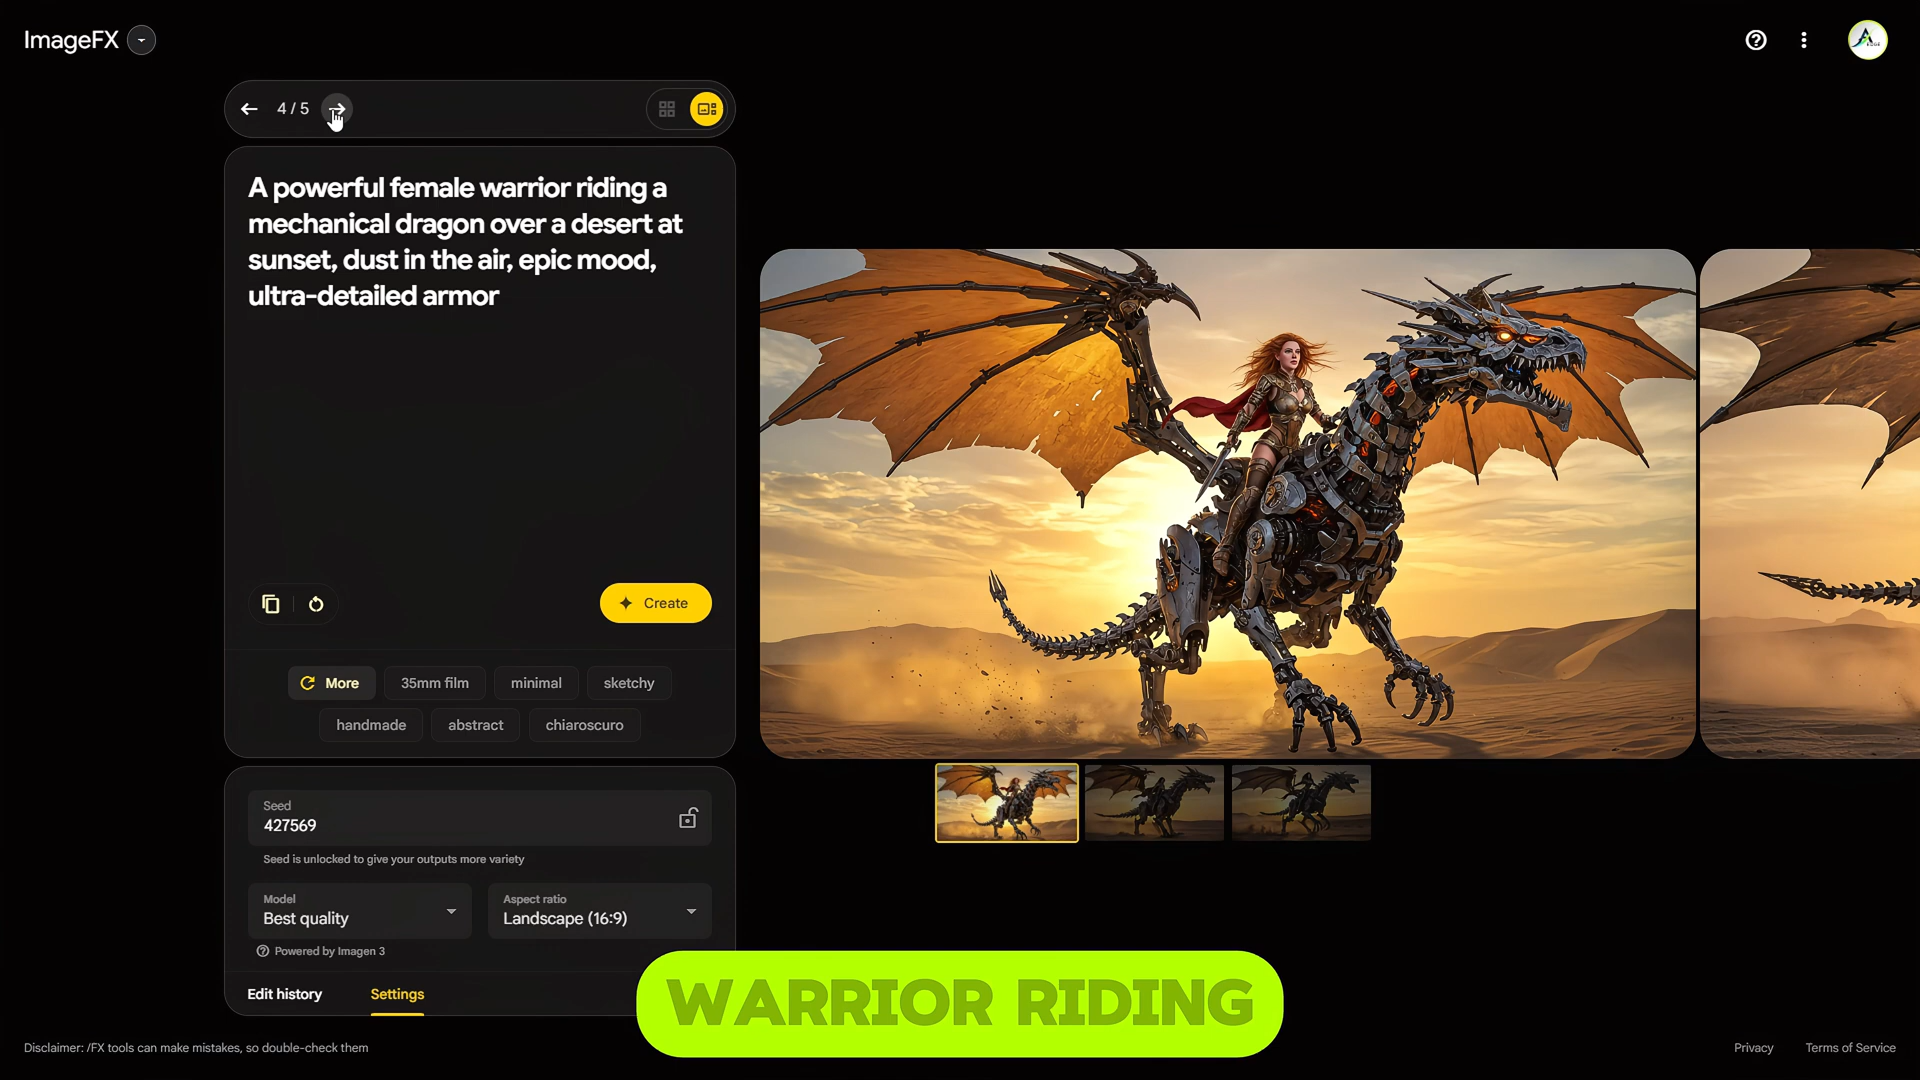 ImageFX
4 / 5
A powerful female warrior riding a
mechanical dragon over a desert at
sunset, dust in the air, epic mood,
ultra-detailed armor
Create
More
35mm film
minimal
sketchy
handmade
abstract
chiaroscuro
Seed
427569
Seed is unlocked to give your outputs more variety
Model
Best quality
Aspect ratio
Landscape (16:9)
Powered by Imagen 3
Edit history
Settings
WARRIOR RIDING
Disclaimer: /FX tools can make mistakes, so double-check them
Privacy
Terms of Service